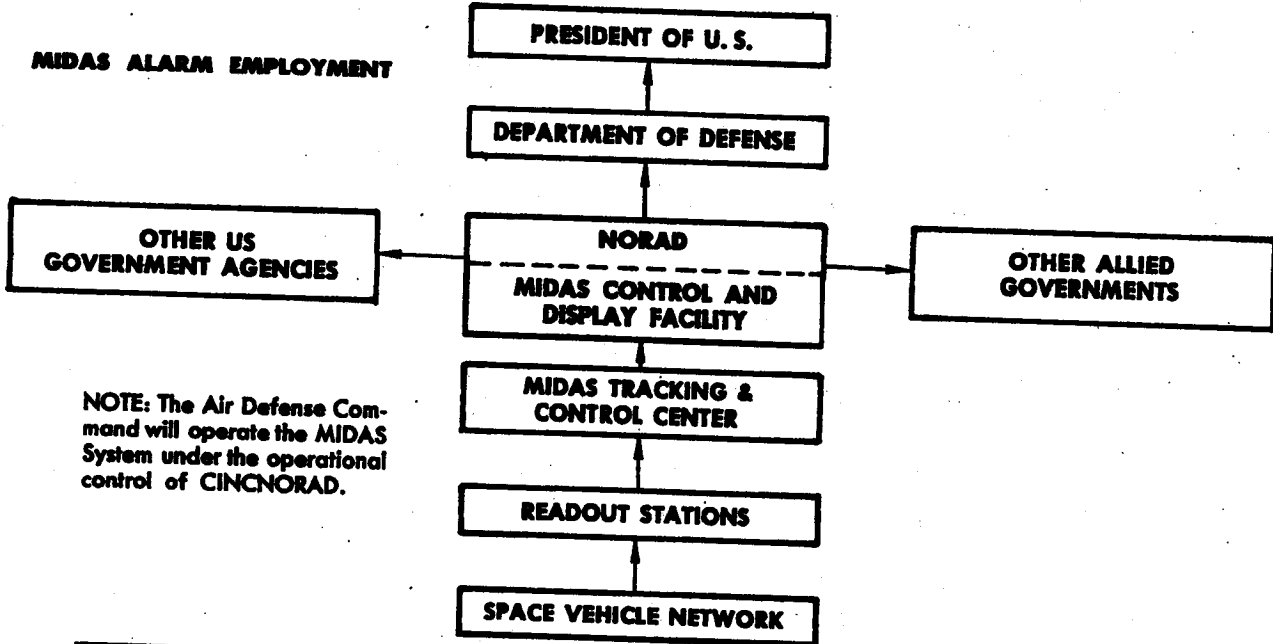 PRESIDENT OF U. S.
MIDAS ALARM EMPLOYMENT
DEPARTMENT OF DEFENSE
OTHER US
GOVERNMENT AGENCIES
NORAD
MIDAS CONTROL AND
DISPLAY FACILITY
OTHER ALLIED
GOVERNMENTS
MIDAS TRACKING &
CONTROL CENTER
NOTE: The Air Defense Com-
mand will operate the MIDAS
System under the operational
control of CINCNORAD.
READOUT STATIONS
SPACE VEHICLE NETWORK